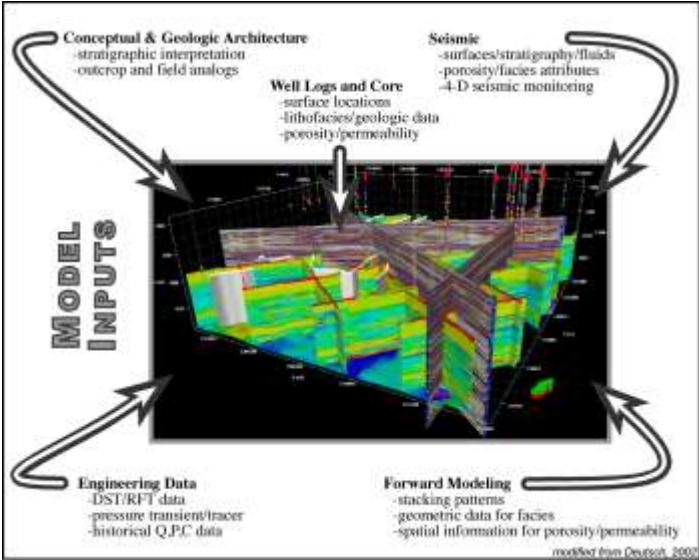 Conceptual & Geologic Architecture
-stratigraphic interpretation
-outcrop and field analogs
Seismic
-surfaces/stratigraphy/fluids
-porosity/facies attributes
-4-D seismic monitoring
Well Logs and Core
-surface locations
-lithofacies/geologic data
-porosity/permeability
MODEL
INPUTS
Engineering Data
-DST/RFT data
-pressure transient/tracer
-historical Q,P,C data
Forward Modeling
-stacking patterns
-geometric data for facies
-spatial information for porosity/permeability
modified from Deutsch,